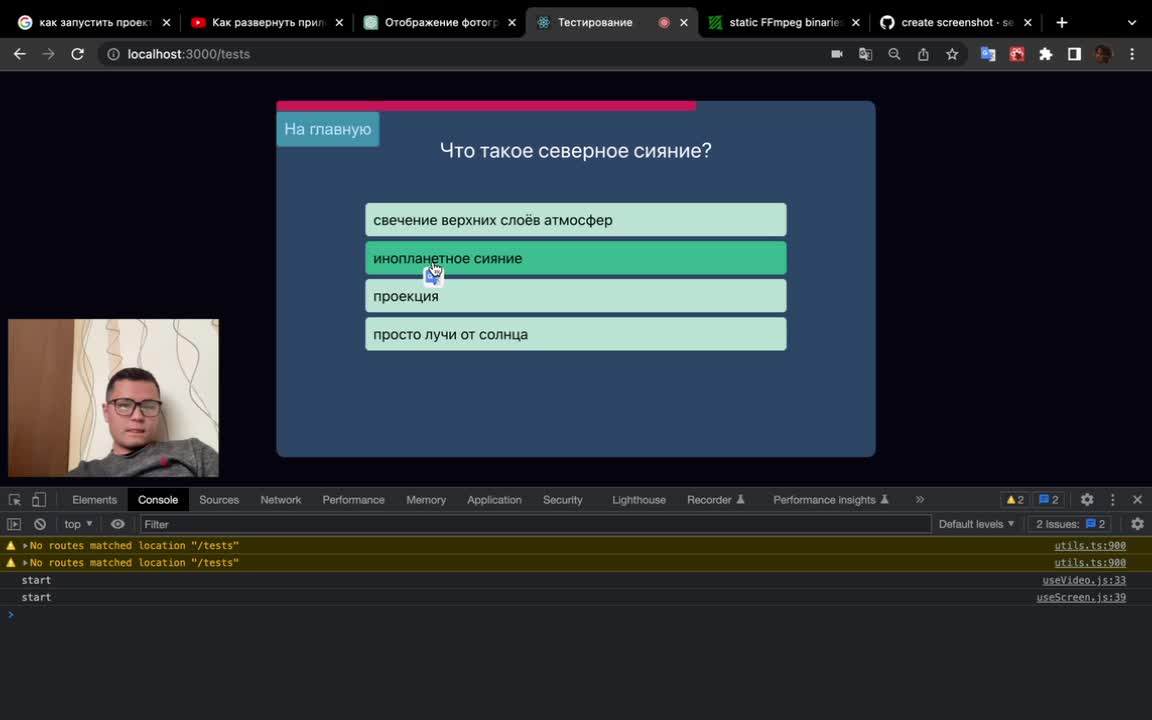 как запустить проект
Как развернуть прил
Отображение фотогр
Тестирование
static FFmpeg binaries
create screenshot · se
localhost:3000/tests
На главную
Что такое северное сияние?
свечение верхних слоёв атмосфер
инопланетное сияние
проекция
просто лучи от солнца
Elements
Console
Sources
Network
Performance
Memory
Application
Security
Lighthouse
Recorder
Performance insights
2
2
top
Filter
Default levels
2 Issues: 2
No routes matched location "/tests" utils.ts:900
No routes matched location "/tests" utils.ts:900
start useVideo.js:33
start useScreen.js:39